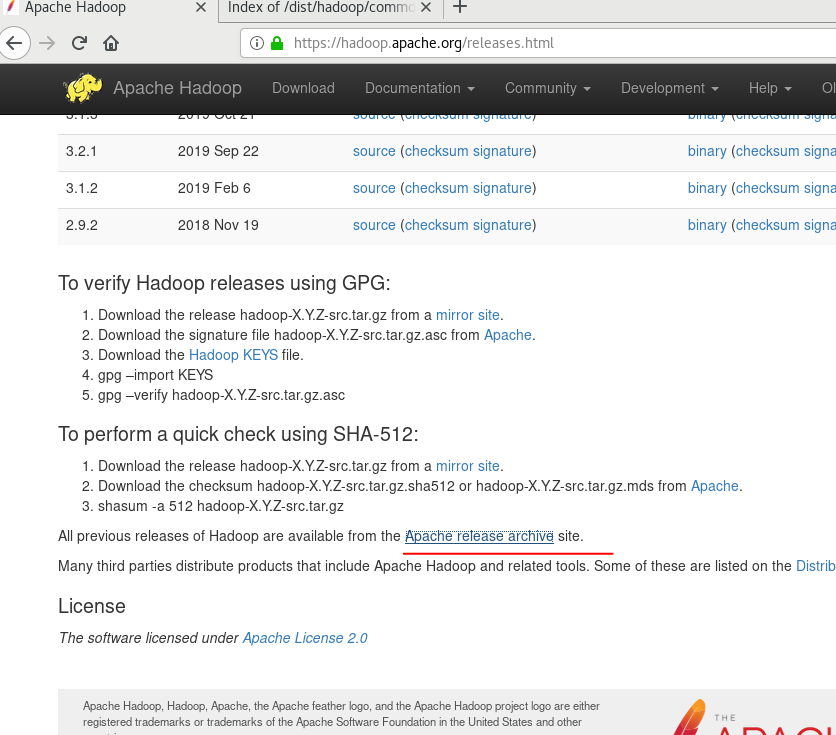 Apache Hadoop
Index of /dist/hadoop/commo
https://hadoop.apache.org/releases.html
Apache Hadoop Download Documentation Community Development Help Ol
3.1.3 2019 Oct 21 source (checksum signature) binary (checksum signa
3.2.1 2019 Sep 22 source (checksum signature) binary (checksum signa
3.1.2 2019 Feb 6 source (checksum signature) binary (checksum signa
2.9.2 2018 Nov 19 source (checksum signature) binary (checksum signa
To verify Hadoop releases using GPG:
1. Download the release hadoop-X.Y.Z-src.tar.gz from a mirror site.
2. Download the signature file hadoop-X.Y.Z-src.tar.gz.asc from Apache.
3. Download the Hadoop KEYS file.
4. gpg –import KEYS
5. gpg –verify hadoop-X.Y.Z-src.tar.gz.asc
To perform a quick check using SHA-512:
1. Download the release hadoop-X.Y.Z-src.tar.gz from a mirror site.
2. Download the checksum hadoop-X.Y.Z-src.tar.gz.sha512 or hadoop-X.Y.Z-src.tar.gz.mds from Apache.
3. shasum -a 512 hadoop-X.Y.Z-src.tar.gz
All previous releases of Hadoop are available from the Apache release archive site.
Many third parties distribute products that include Apache Hadoop and related tools. Some of these are listed on the Distrib
License
The software licensed under Apache License 2.0
Apache Hadoop, Hadoop, Apache, the Apache feather logo, and the Apache Hadoop project logo are either
registered trademarks or trademarks of the Apache Software Foundation in the United States and other
THE
APAC